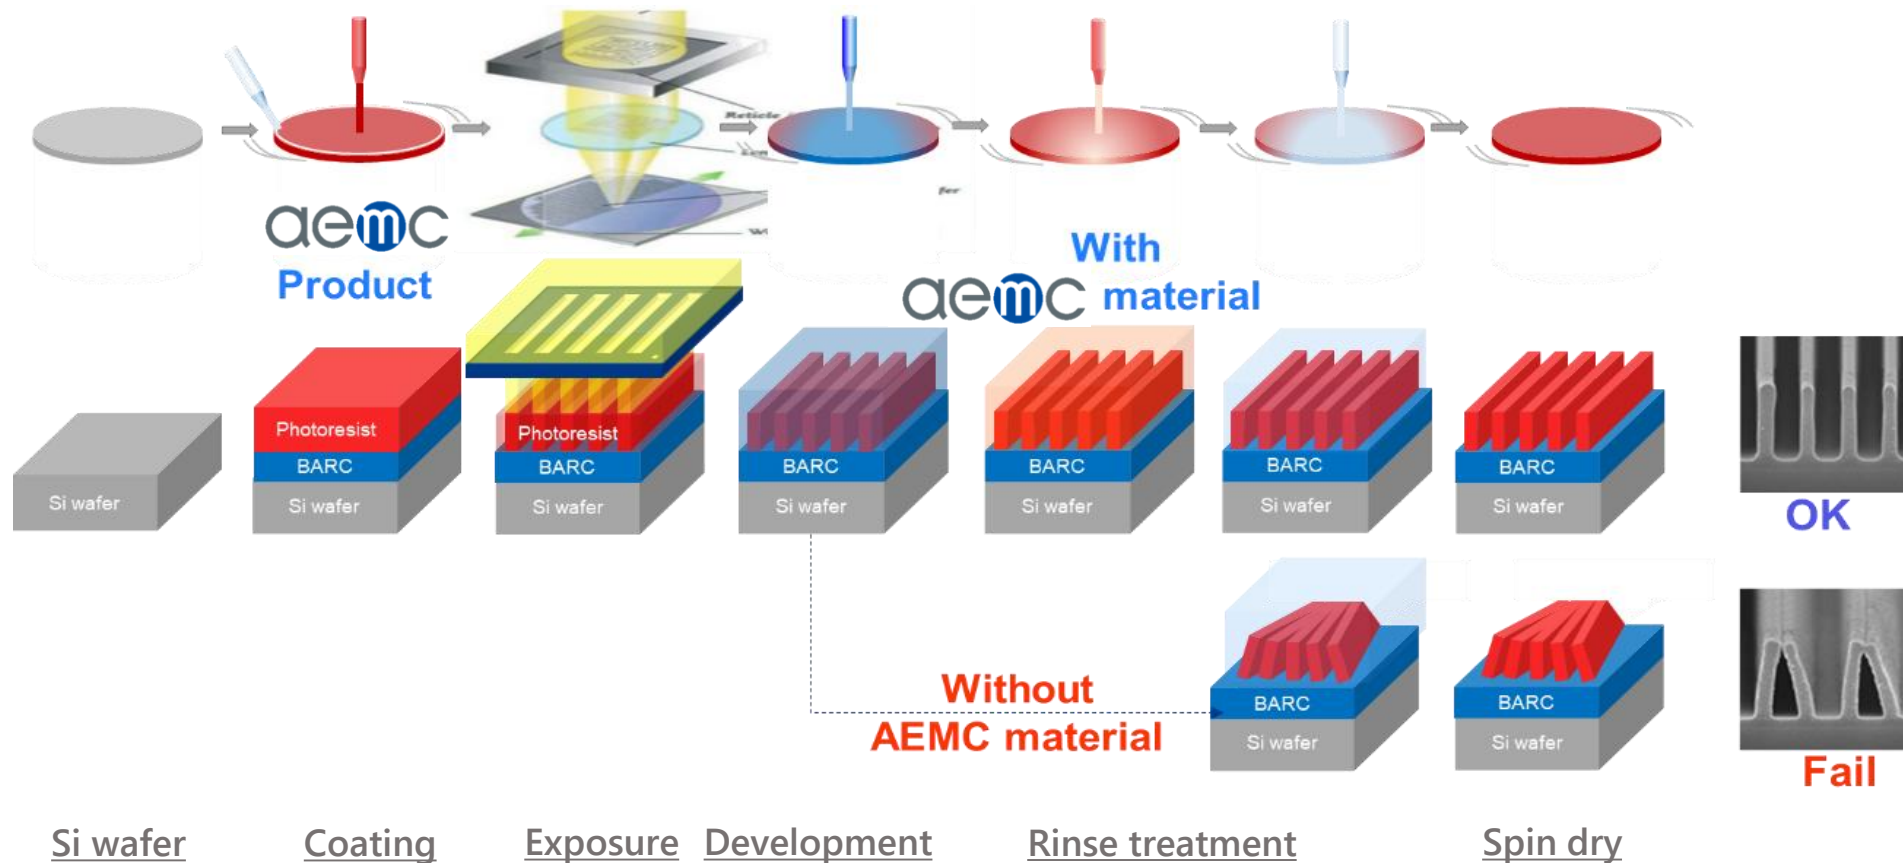 Reticle
aemc
Product
With
aemc material
Photoresist
BARC
Si wafer
Si wafer
Photoresist
BARC
Si wafer
BARC
Si wafer
BARC
Si wafer
BARC
Si wafer
BARC
Si wafer
OK
Without
AEMC material
BARC
Si wafer
BARC
Si wafer
Fail
Si wafer
Coating
Exposure
Development
Rinse treatment
Spin dry